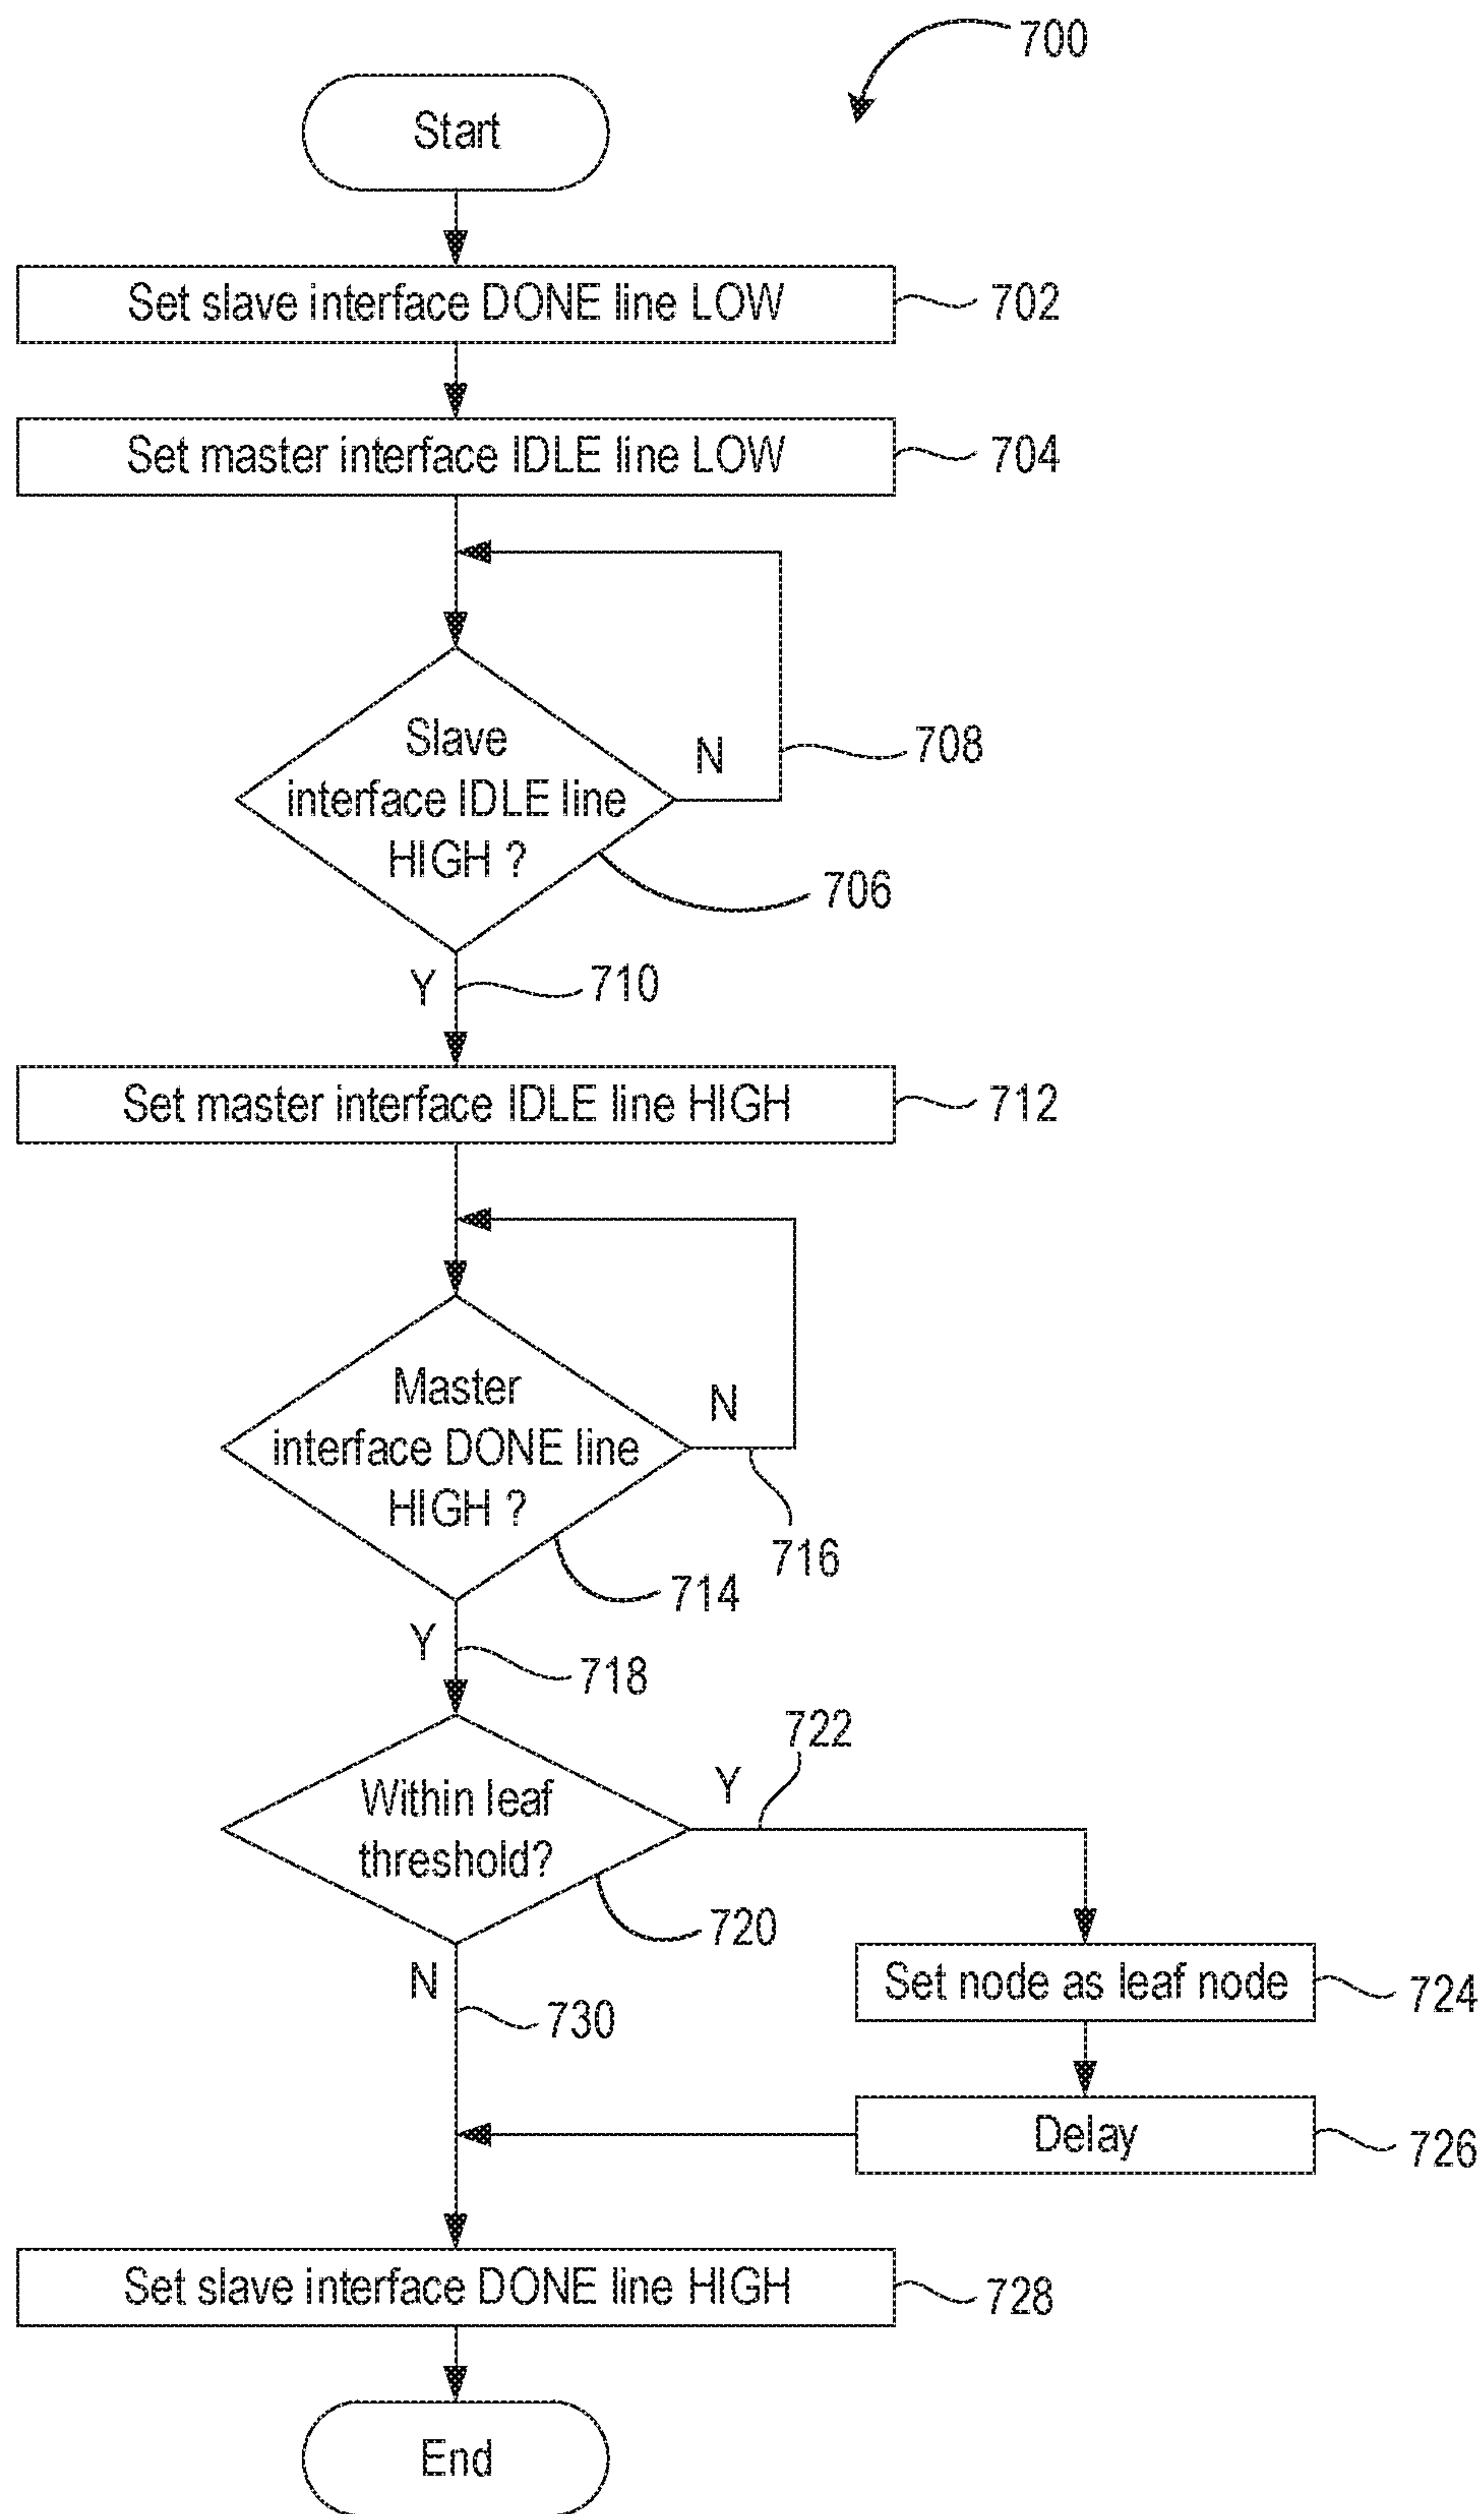 700
Start
Set slave interface DONE line LOW
702
Set master interface IDLE line LOW
704
Slave
interface IDLE line
HIGH ?
N
708
706
Y
710
Set master interface IDLE line HIGH
712
Master
interface DONE line
HIGH ?
N
716
714
Y
718
Within leaf
threshold?
Y
722
720
N
730
Set node as leaf node
724
Delay
726
Set slave interface DONE line HIGH
728
End